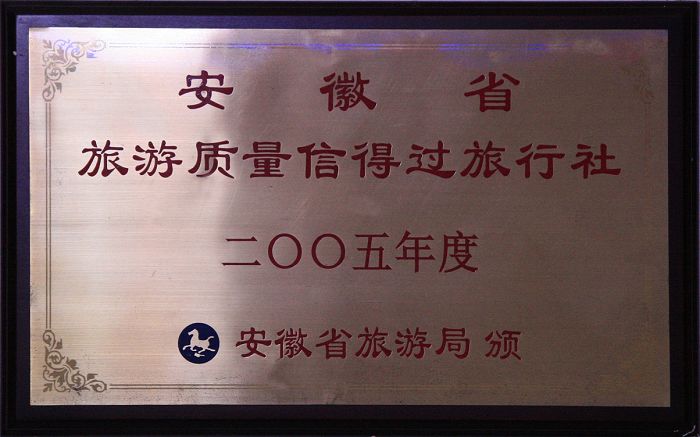 安徽省
旅游质量信得过旅行社
二〇〇五年度
安徽省旅游局 颁